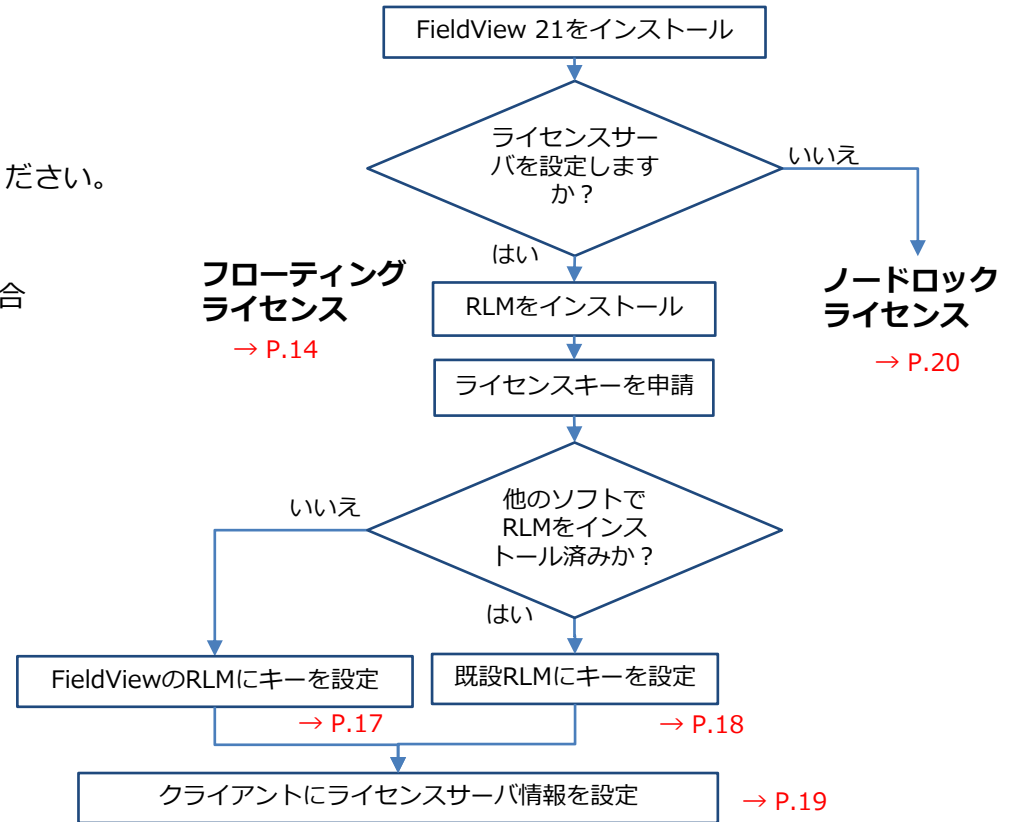 FieldView 21をインストール
ライセンスサー
バを設定します
か？
いいえ
ださい。
はい
合
フローティング
ライセンス
→ P.14
RLMをインストール
ノードロック
ライセンス
→ P.20
ライセンスキーを申請
他のソフトで
RLMをインス
トール済みか？
いいえ
はい
FieldViewのRLMにキーを設定
既設RLMにキーを設定
→ P.17
→ P.18
クライアントにライセンスサーバ情報を設定
→ P.19